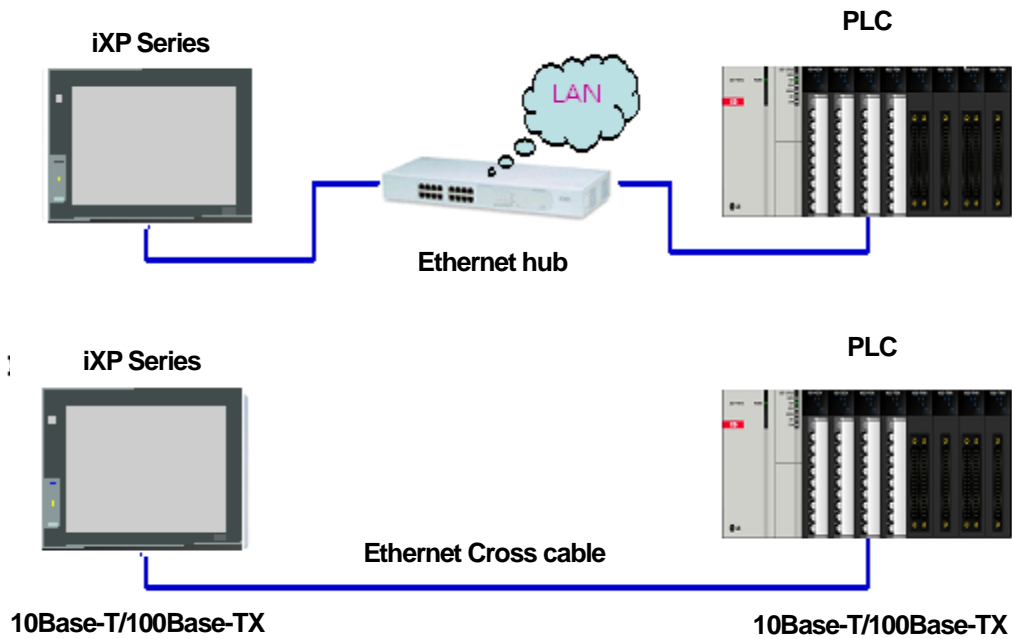 PLC
iXP Series
LAN
Ethernet hub
PLC
iXP Series
Ethernet Cross cable
10Base-T/100Base-TX
10Base-T/100Base-TX